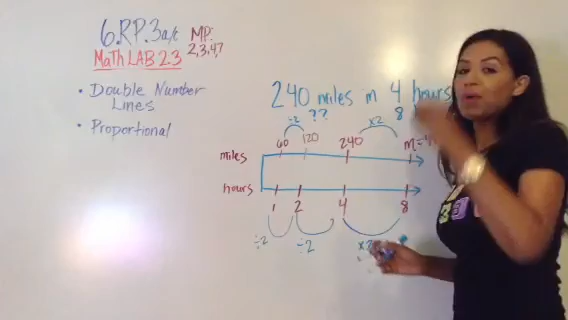 6.RP.3a/c
MP:
2,3,4,7
Math LAB 2.3
• Double Number
Lines
• Proportional
240 miles in 4 hours
?? 8
÷2 x2
60 120 240
miles
hours
1 2 4 8
÷2 ÷2 x2